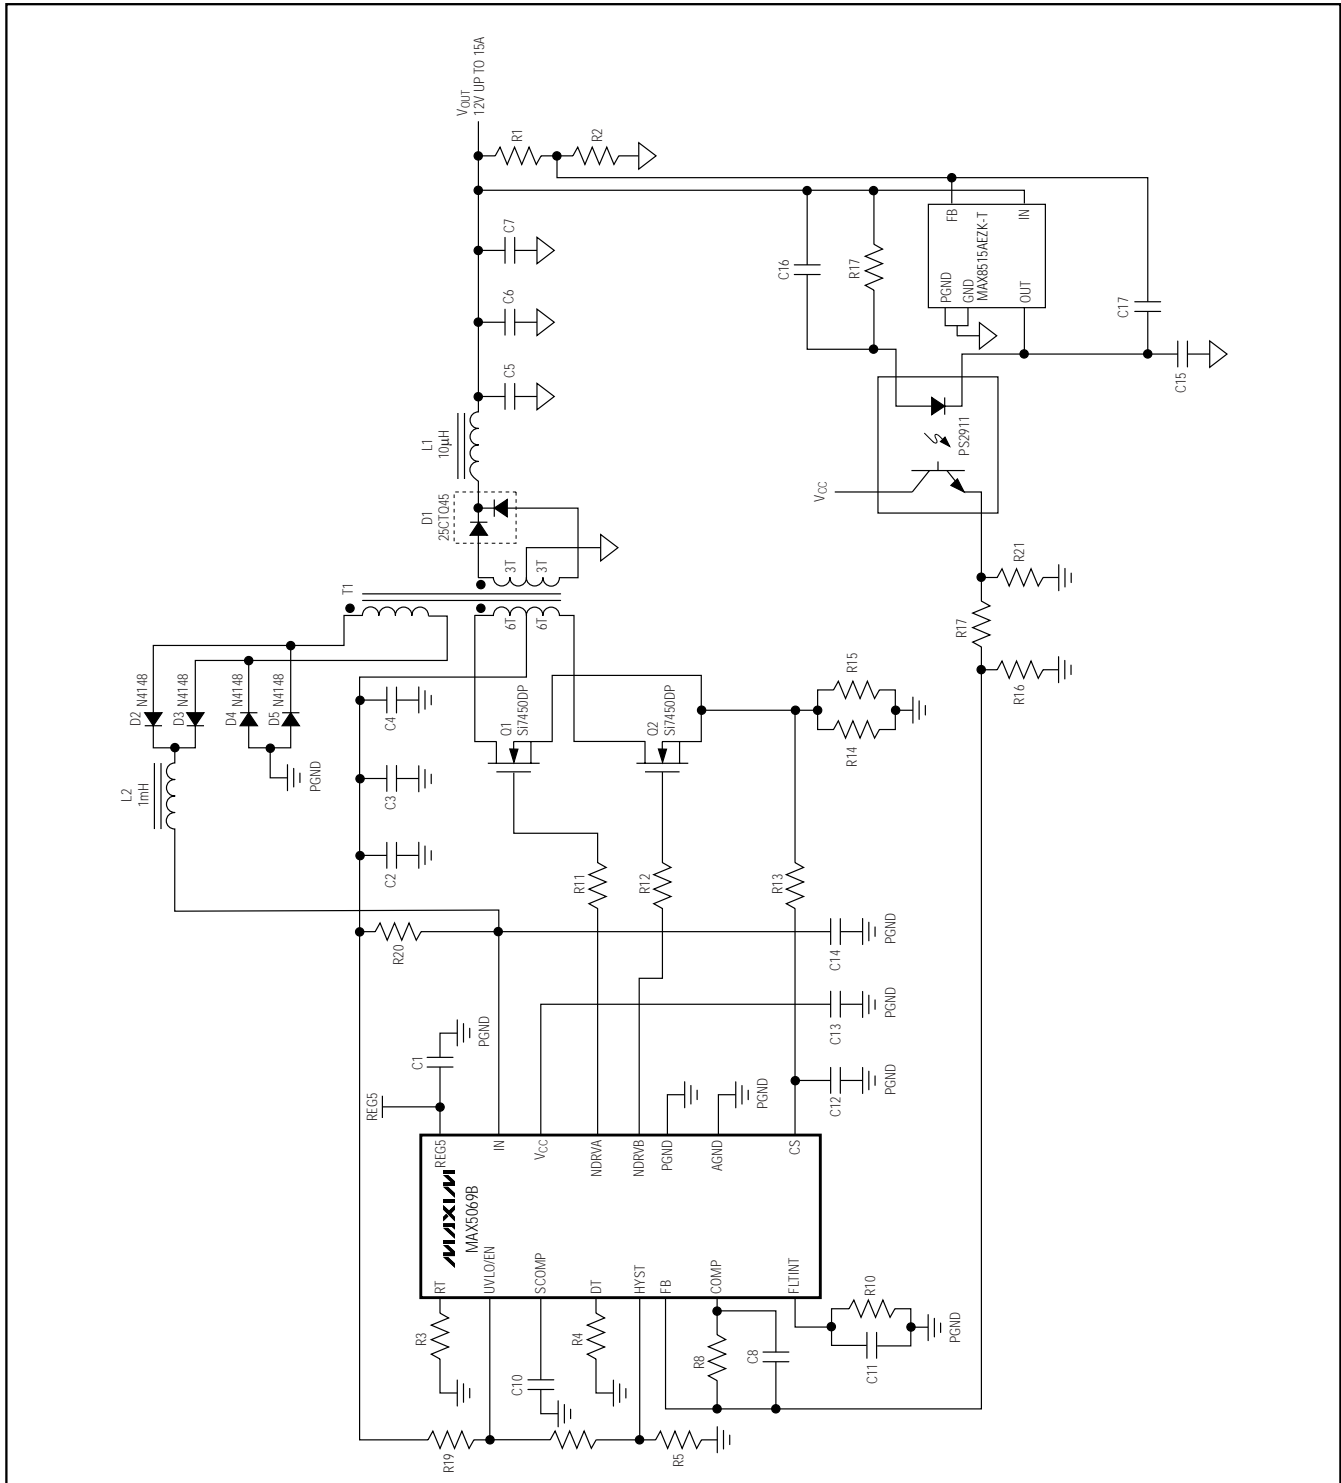 VOUT
12V UP TO 15A
R1
R2
C7
C6
C5
L1
10µH
D1
25CTQ45
3T
3T
6T
6T
T1
D2 N4148
D3 N4148
D4 N4148
D5 N4148
PGND
L2
1mH
C4
C3
C2
Q1
Si7450DP
Q2
Si7450DP
R11
R12
R13
R14
R15
R20
C14
PGND
C13
PGND
C12
PGND
C1
PGND
REG5
PGND
C16
R17
FB
IN
PGND
GND
MAX8515AEZK-T
OUT
C17
C15
PS2911
VCC
R21
R17
R16
REG5
IN
VCC
NDRVA
NDRVB
PGND
AGND
CS
MAXIM
MAX5069B
RT
UVLO/EN
SCOMP
DT
HYST
FB
COMP
FLTINT
R3
C10
R4
R8
C8
C11
R10
PGND
R19
R5